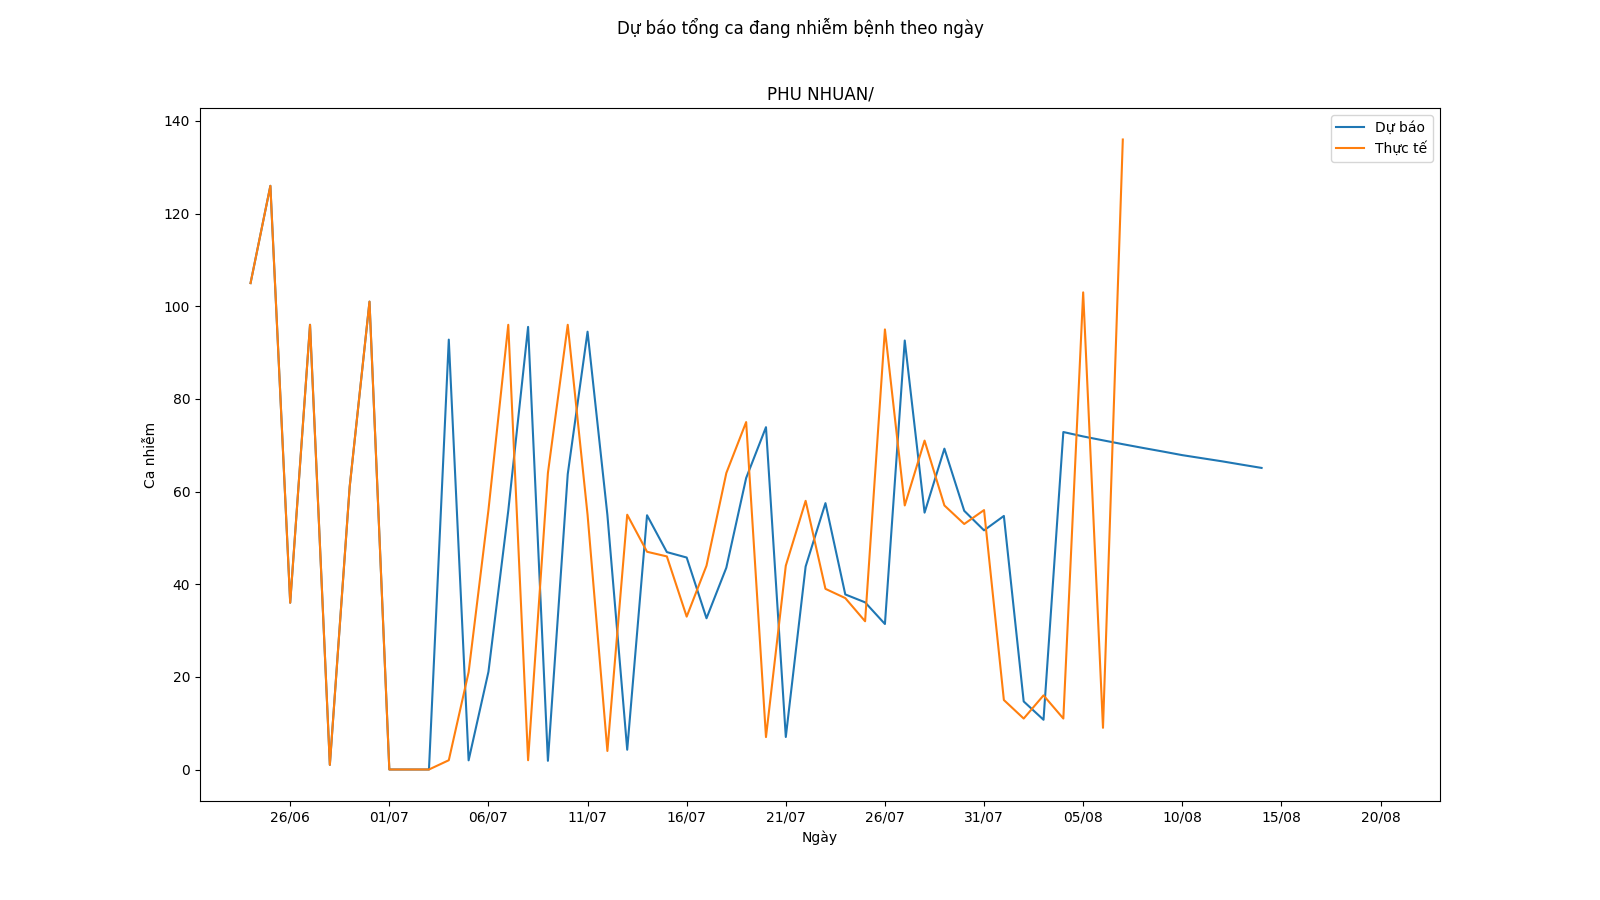 Dự báo tổng ca đang nhiễm bệnh theo ngày
PHU NHUAN/
Dự báo
Thực tế
Ca nhiễm
140
120
100
80
60
40
20
0
26/06 01/07 06/07 11/07 16/07 21/07 26/07 31/07 05/08 10/08 15/08 20/08
Ngày